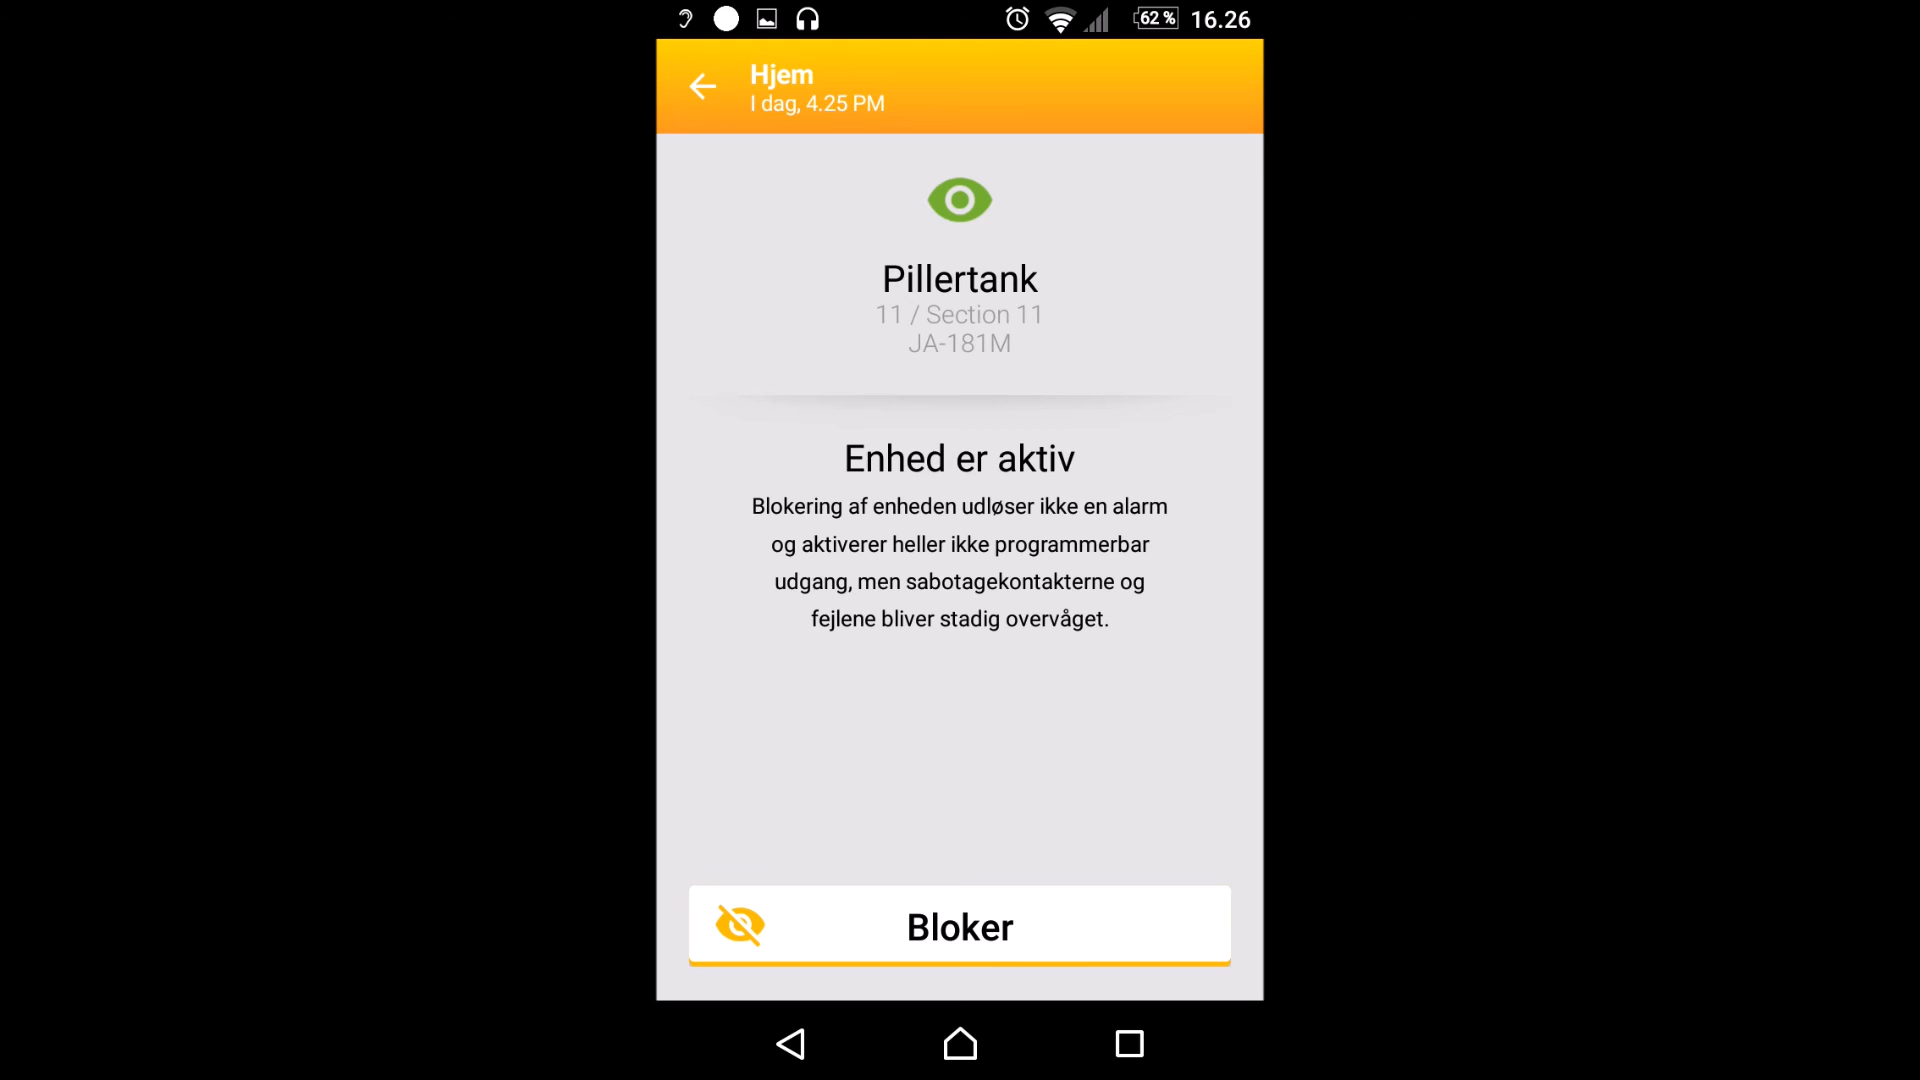 62 % 16.26
Hjem
I dag, 4.25 PM
Pillertank
11 / Section 11
JA-181M
Enhed er aktiv
Blokering af enheden udløser ikke en alarm
og aktiverer heller ikke programmerbar
udgang, men sabotagekontakterne og
fejlene bliver stadig overvåget.
Bloker